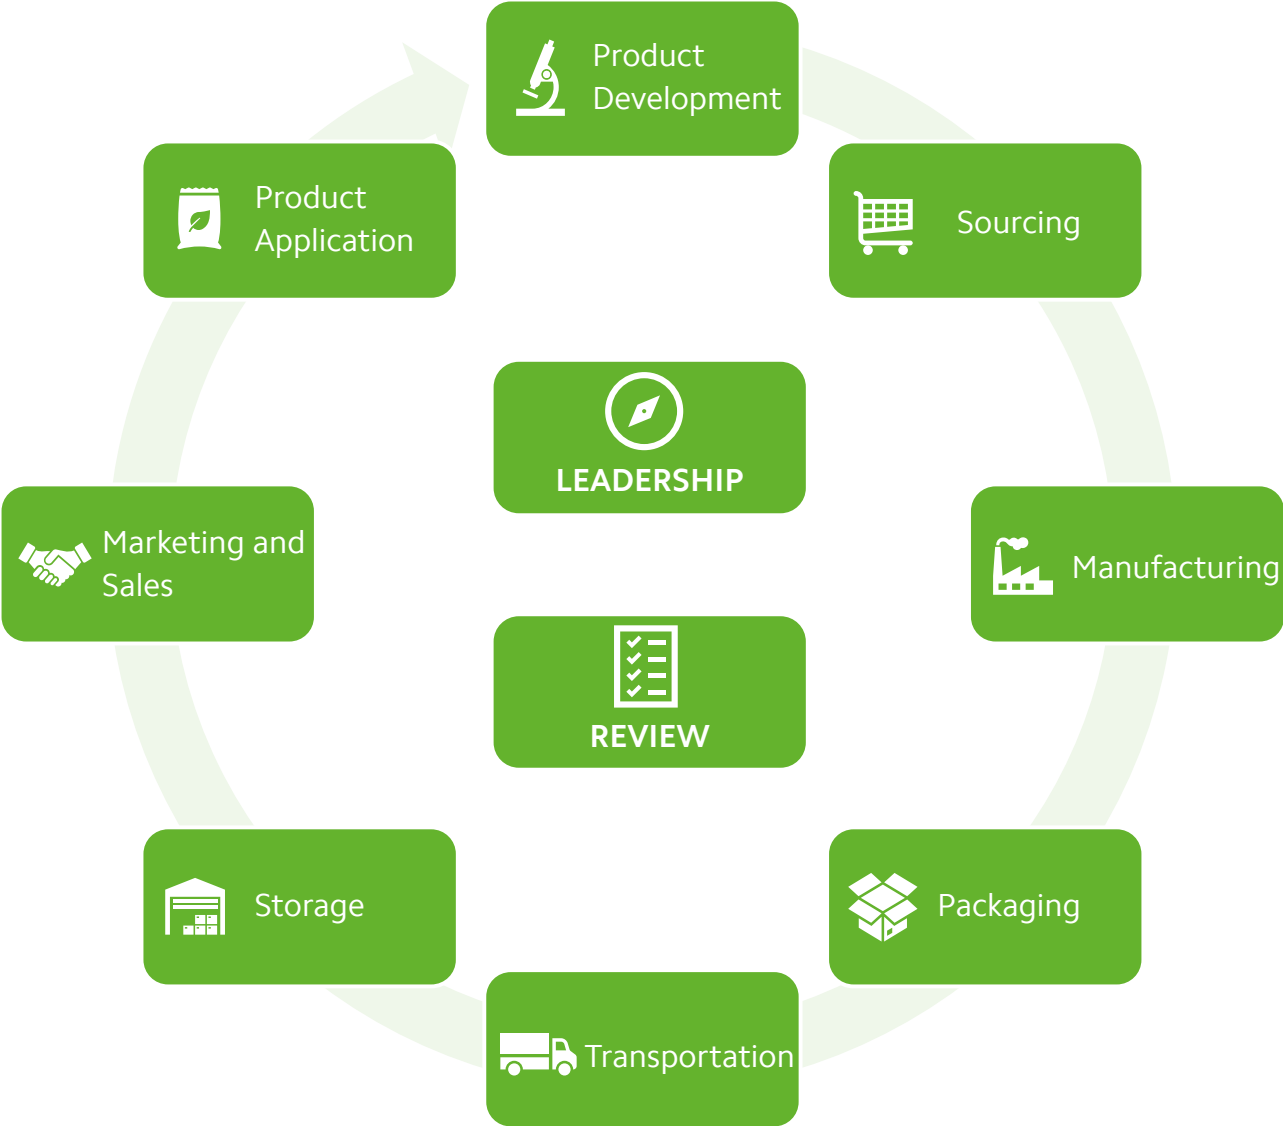 Product
Development
Sourcing
Manufacturing
Packaging
Transportation
Storage
Marketing and
Sales
Product
Application
LEADERSHIP
REVIEW